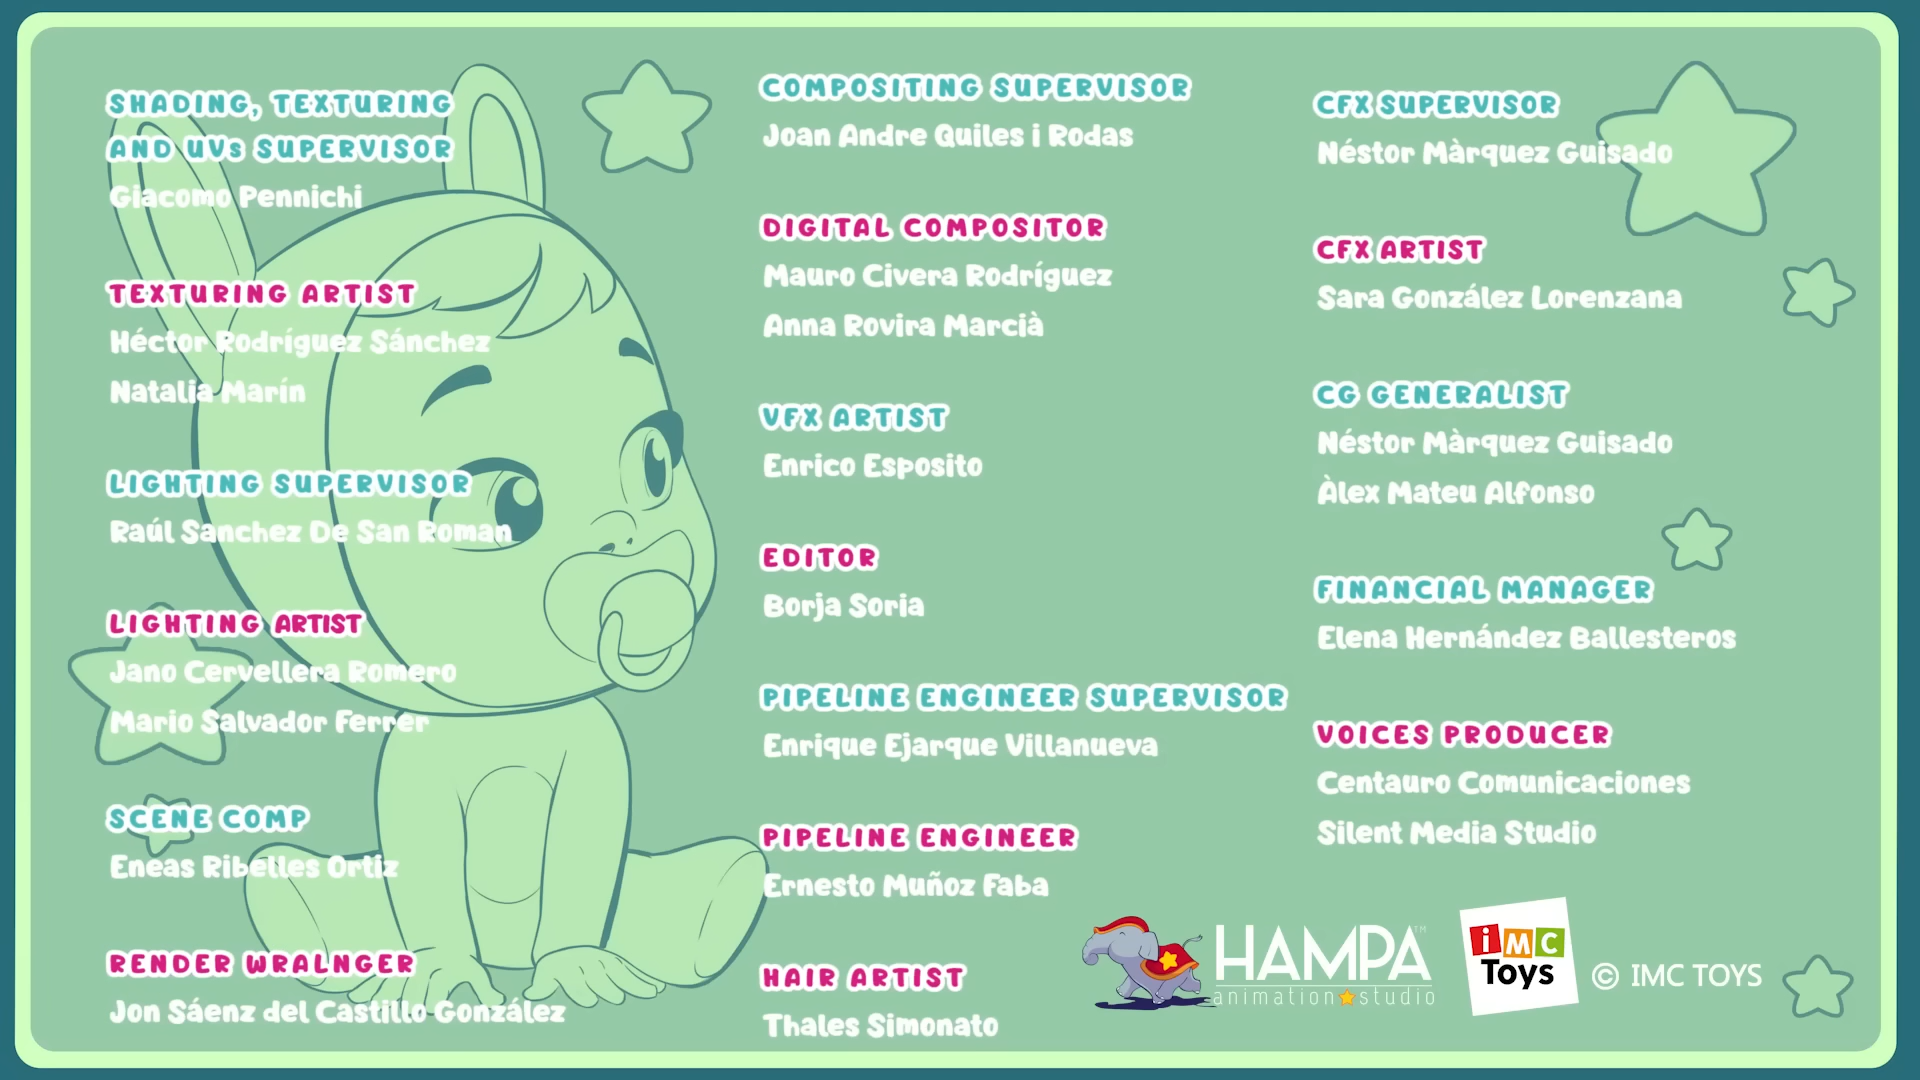 SHADING, TEXTURING
AND UVs SUPERVISOR
Giacomo Pennichi
TEXTURING ARTIST
Héctor Rodríguez Sánchez
Natalia Marín
LIGHTING SUPERVISOR
Raúl Sanchez De San Roman
LIGHTING ARTIST
Jano Cervellera Romero
Mario Salvador Ferrer
SCENE COMP
Eneas Ribelles Ortiz
RENDER WRALNGER
Jon Sáenz del Castillo González
COMPOSITING SUPERVISOR
Joan Andre Quiles i Rodas
DIGITAL COMPOSITOR
Mauro Civera Rodríguez
Anna Rovira Marcià
VFX ARTIST
Enrico Esposito
EDITOR
Borja Soria
PIPELINE ENGINEER SUPERVISOR
Enrique Ejarque Villanueva
PIPELINE ENGINEER
Ernesto Muñoz Faba
HAIR ARTIST
Thales Simonato
CFX SUPERVISOR
Néstor Màrquez Guisado
CFX ARTIST
Sara González Lorenzana
CG GENERALIST
Néstor Màrquez Guisado
Àlex Mateu Alfonso
FINANCIAL MANAGER
Elena Hernández Ballesteros
VOICES PRODUCER
Centauro Comunicaciones
Silent Media Studio
HAMPA™
animation studio
iMC
Toys
© IMC TOYS